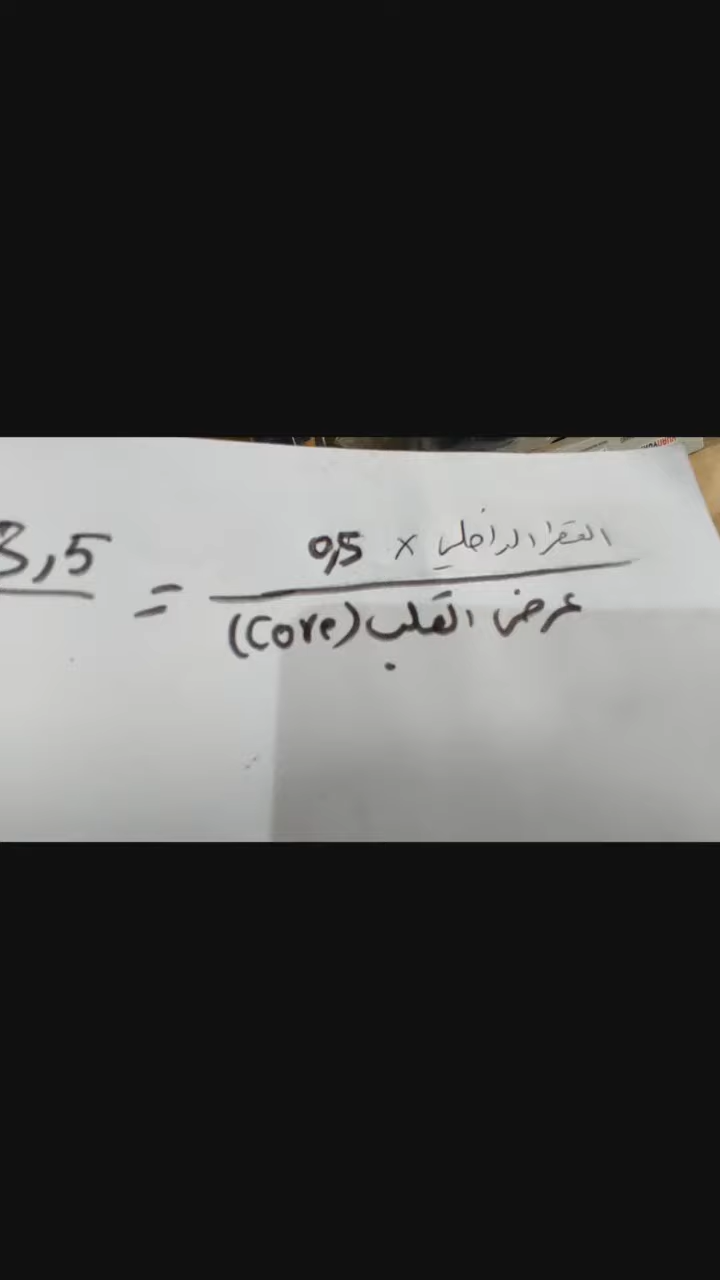 3,5 = القطر الداخلي × 0,5
عرض القلب (Core)